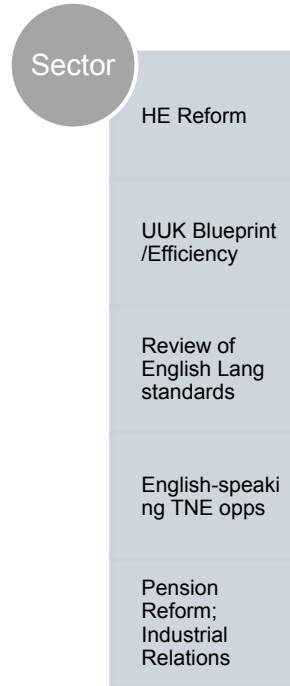 Sector
HE Reform
UUK Blueprint
/Efficiency
Review of
English Lang
standards
English-speaki
ng TNE opps
Pension
Reform;
Industrial
Relations